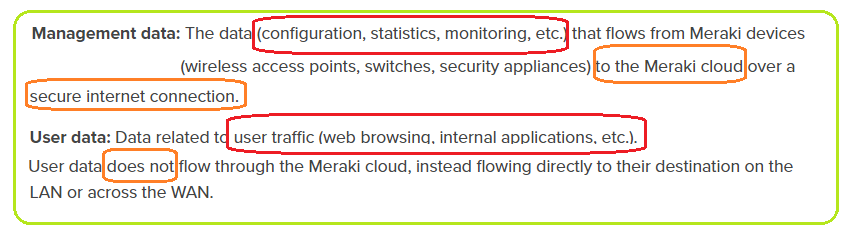 Management data: The data (configuration, statistics, monitoring, etc.) that flows from Meraki devices
(wireless access points, switches, security appliances) to the Meraki cloud over a
secure internet connection.
User data: Data related to user traffic (web browsing, internal applications, etc.).
User data does not flow through the Meraki cloud, instead flowing directly to their destination on the
LAN or across the WAN.